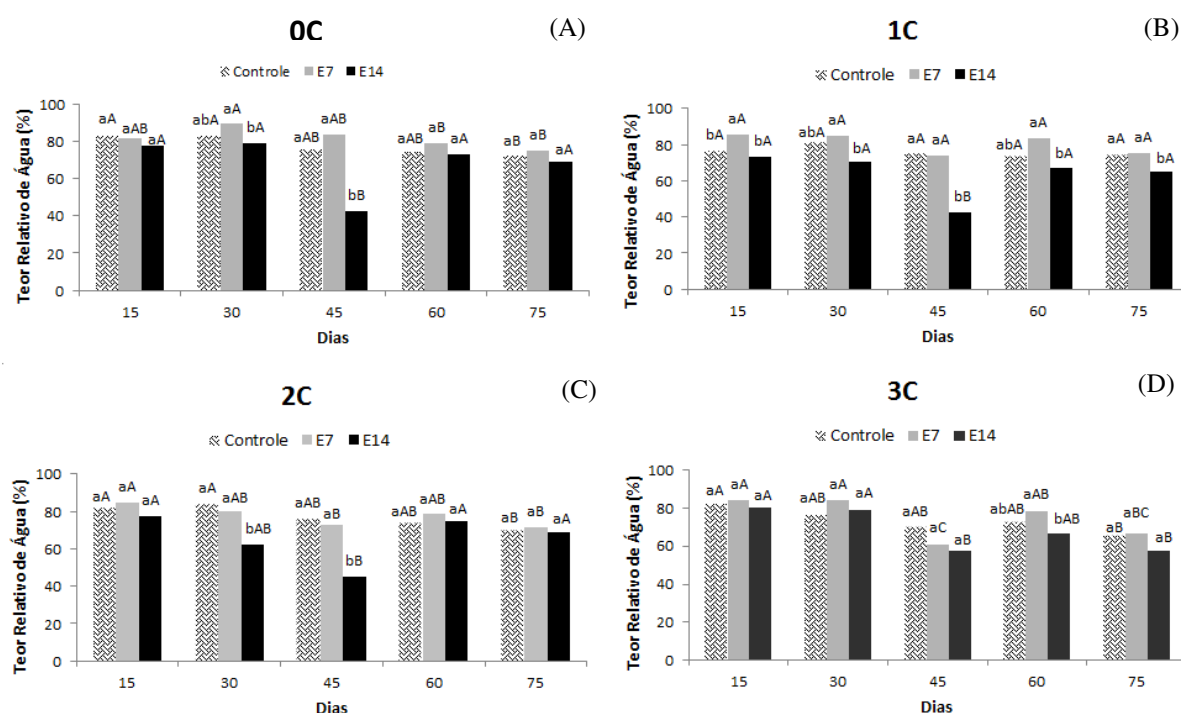 0C
(A)
Controle E7 E14
Teor Relativo de Água (%)
100
80
60
40
20
0
aA aAB aA abA aA bA aAB aAB bB aAB aB aA aB aB aA
15 30 45 60 75
Dias
1C
(B)
Controle E7 E14
Teor Relativo de Água (%)
100
80
60
40
20
0
bA aA bA abA aA bA aA aA bB abA aA bA aA aA bA
15 30 45 60 75
Dias
2C
(C)
Controle E7 E14
Teor Relativo de Água (%)
100
80
60
40
20
0
aA aA aA aA aAB bAB aAB aB bB aAB aAB aA aB aB aA
15 30 45 60 75
Dias
3C
(D)
Controle E7 E14
Teor Relativo de Água (%)
100
80
60
40
20
0
aA aA aA aAB aA aA aAB aC aB abAB aAB bAB aB aBC aB
15 30 45 60 75
Dias